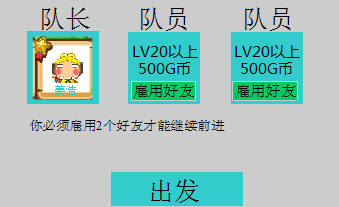 队长 队员 队员
LV20以上 LV20以上
500G币 500G币
雇用好友 雇用好友
你必须雇用2个好友才能继续前进
出发